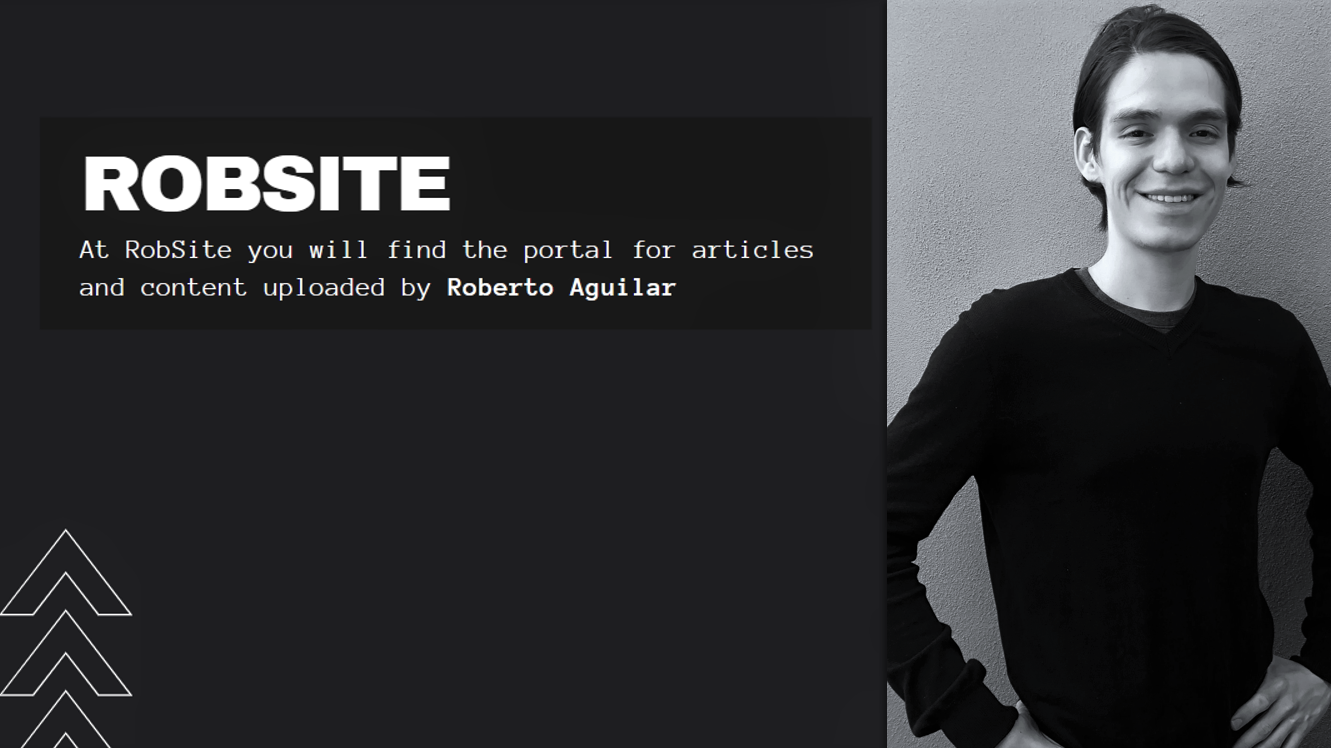 ROBSITE
At RobSite you will find the portal for articles
and content uploaded by Roberto Aguilar